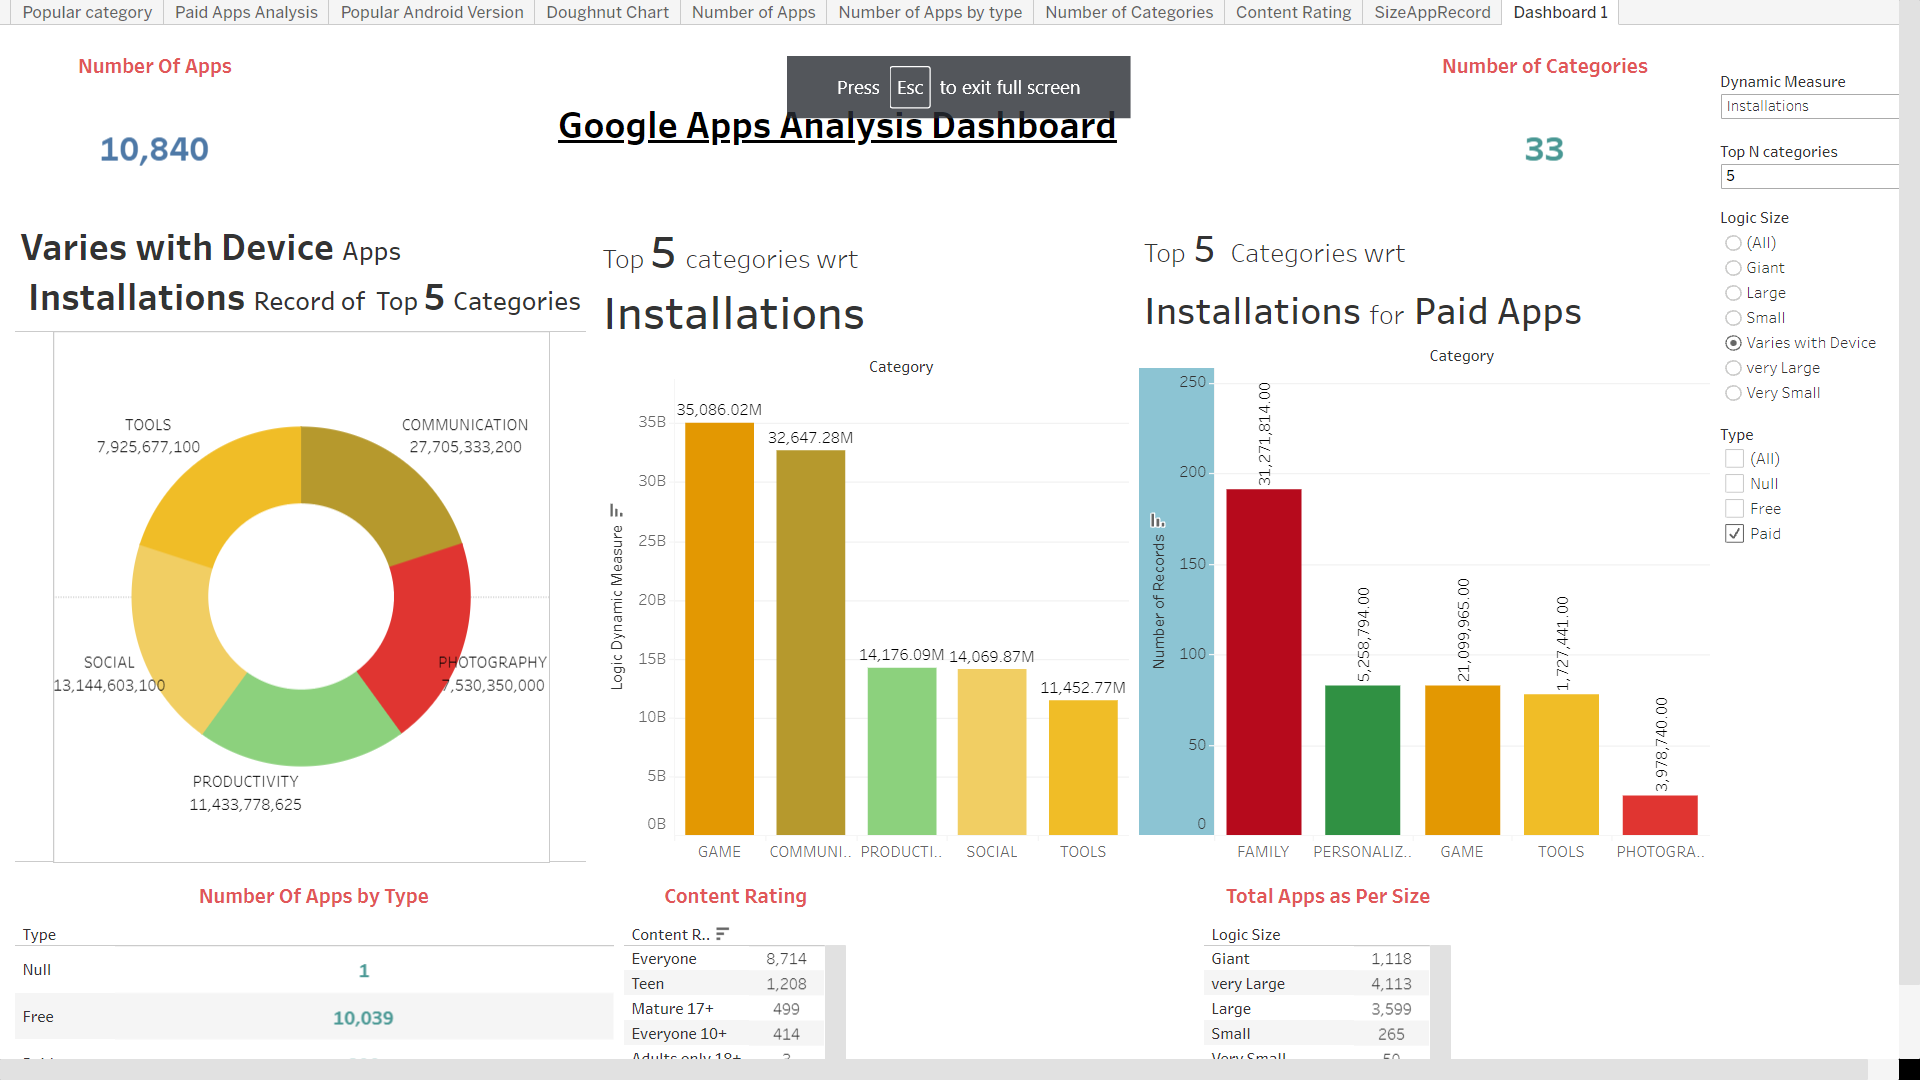 Popular category Paid Apps Analysis Popular Android Version Doughnut Chart Number of Apps Number of Apps by type Number of Categories Content Rating SizeAppRecord Dashboard 1
Number Of Apps
10,840
Press Esc to exit full screen
Google Apps Analysis Dashboard
Number of Categories
33
Dynamic Measure
Installations
Top N categories
5
Logic Size
(All)
Giant
Large
Small
Varies with Device
very Large
Very Small
Type
(All)
Null
Free
Paid
Varies with Device Apps
Installations Record of Top 5 Categories
TOOLS
7,925,677,100
COMMUNICATION
27,705,333,200
SOCIAL
13,144,603,100
PHOTOGRAPHY
7,530,350,000
PRODUCTIVITY
11,433,778,625
Top 5 categories wrt
Installations
Category
Logic Dynamic Measure
35B
30B
25B
20B
15B
10B
5B
0B
35,086.02M
32,647.28M
14,176.09M
14,069.87M
11,452.77M
GAME COMMUNI.. PRODUCTI.. SOCIAL TOOLS
Top 5 Categories wrt
Installations for Paid Apps
Category
Number of Records
250
200
150
100
50
0
31,271,814.00
5,258,794.00
21,099,965.00
1,727,441.00
3,978,740.00
FAMILY PERSONALIZ.. GAME TOOLS PHOTOGRA..
Number Of Apps by Type
Type
Null 1
Free 10,039
Content Rating
Content R..
Everyone 8,714
Teen 1,208
Mature 17+ 499
Everyone 10+ 414
Adults only 18+ 3
Total Apps as Per Size
Logic Size
Giant 1,118
very Large 4,113
Large 3,599
Small 265
Very Small